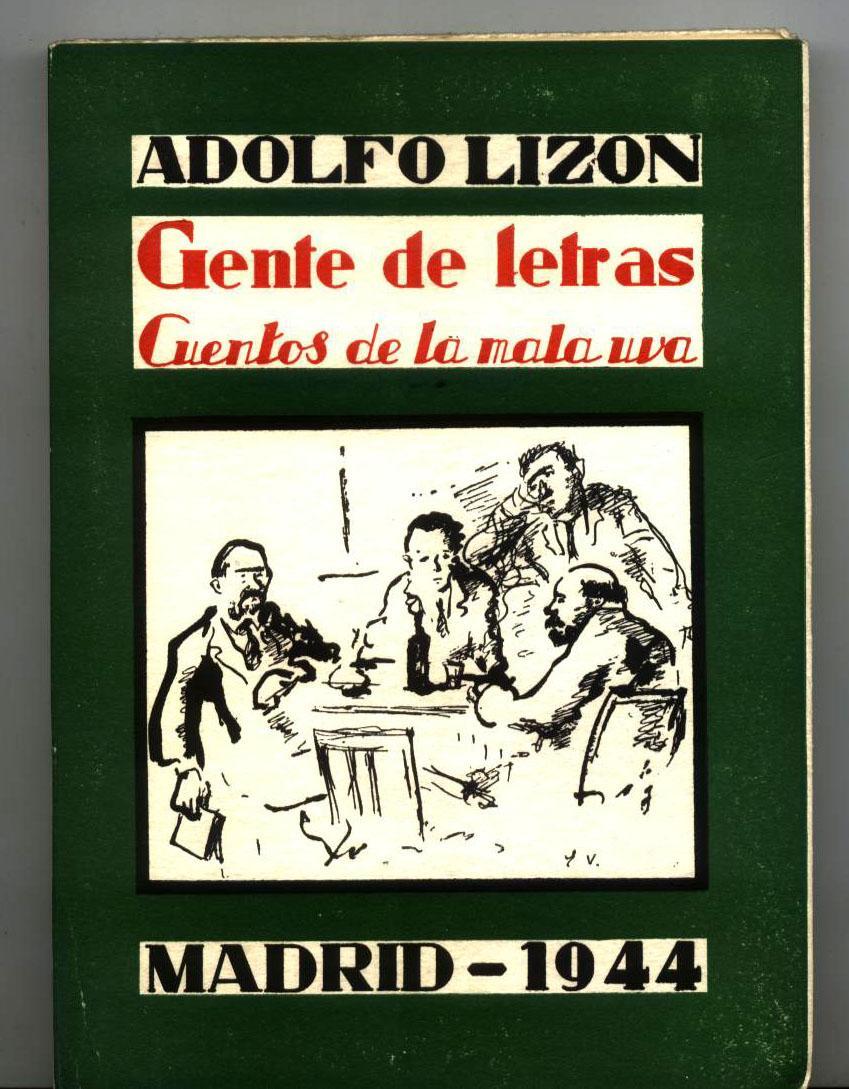 ADOLFO LIZON
Gente de letras
Cuentos de la mala uva
Y V.
MADRID - 1944